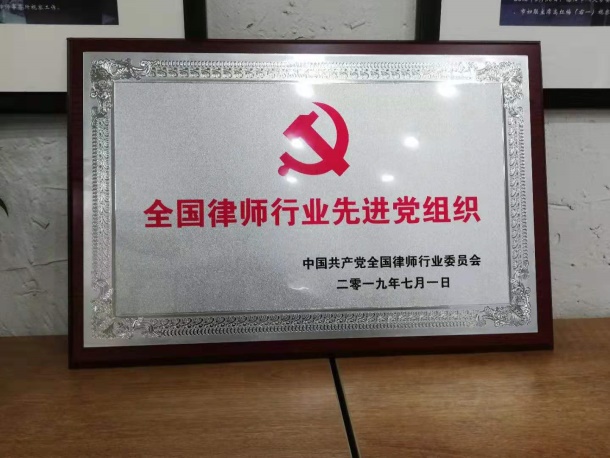 全国律师行业先进党组织
中国共产党全国律师行业委员会
二零一九年七月一日